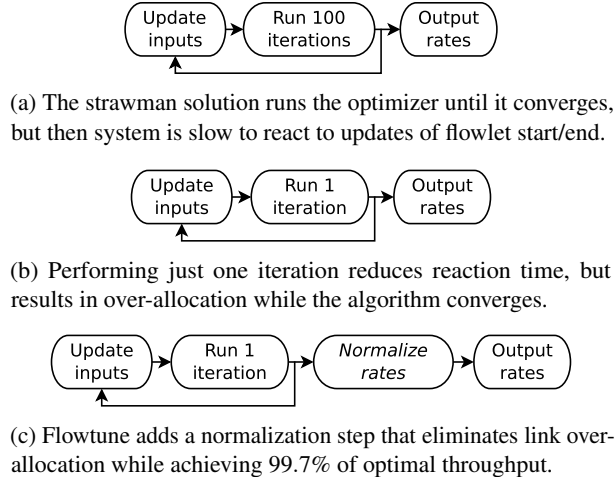 Update
inputs
Run 100
iterations
Output
rates
(a) The strawman solution runs the optimizer until it converges,
but then system is slow to react to updates of flowlet start/end.
Update
inputs
Run 1
iteration
Output
rates
(b) Performing just one iteration reduces reaction time, but
results in over-allocation while the algorithm converges.
Update
inputs
Run 1
iteration
Normalize
rates
Output
rates
(c) Flowtune adds a normalization step that eliminates link over-
allocation while achieving 99.7% of optimal throughput.